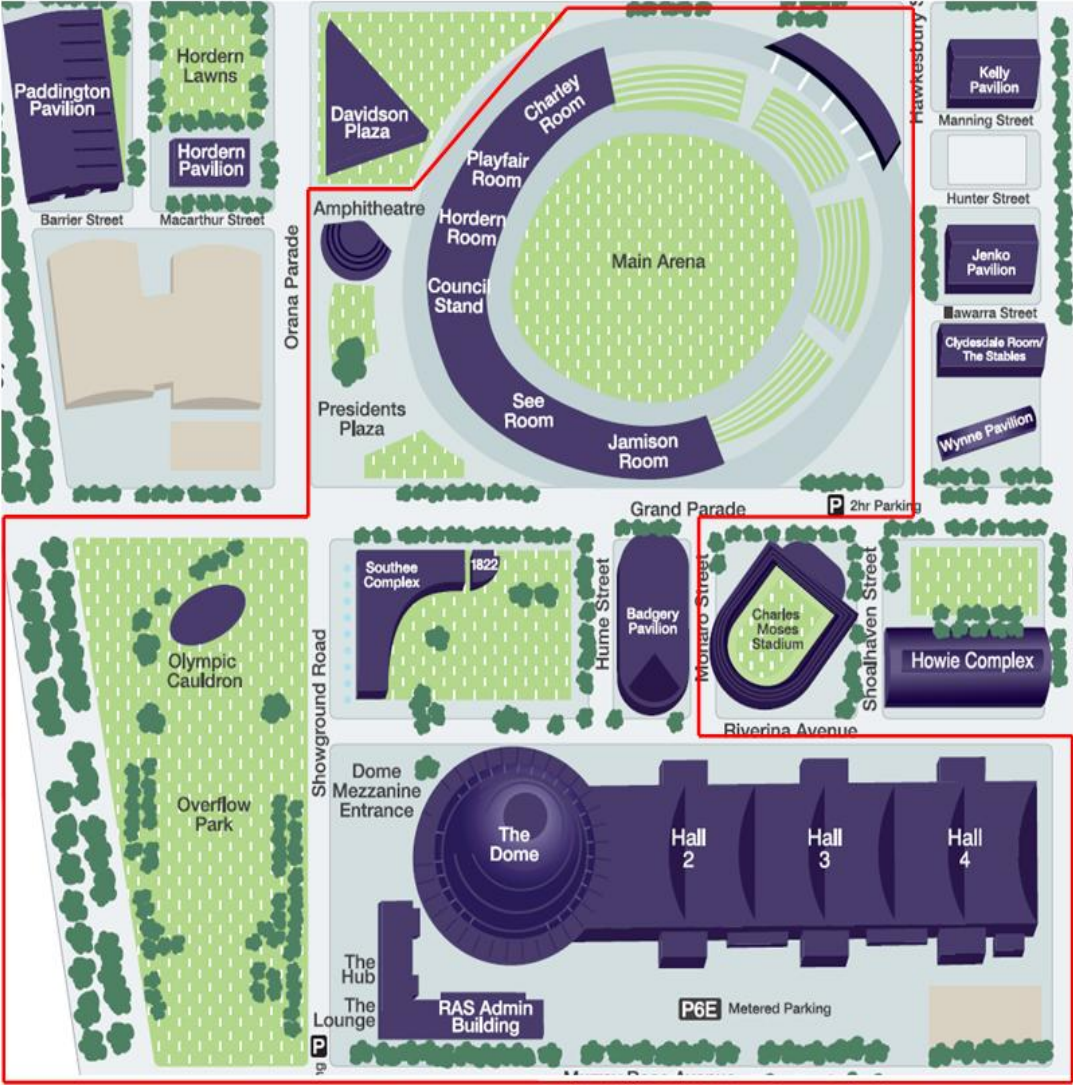 Paddington
Pavilion
Hordern
Lawns
Hordern
Pavilion
Barrier Street
Macarthur Street
Orana Parade
Davidson
Plaza
Amphitheatre
Charley
Room
Playfair
Room
Hordern
Room
Council
Stand
See
Room
Jamison
Room
Main Arena
Presidents
Plaza
Kelly
Pavilion
Manning Street
Hunter Street
Jenko
Pavilion
Clydesdale Room/
The Stables
Wynne Pavilion
Grand Parade
P 2hr Parking
Southee
Complex
1822
Hume Street
Badgery
Pavilion
Monaro Street
Charles
Moses
Stadium
Shoalhaven Street
Howie Complex
Riverina Avenue
Olympic
Cauldron
Showground Road
Overflow
Park
Dome
Mezzanine
Entrance
The
Dome
Hall
2
Hall
3
Hall
4
The
Hub
The
Lounge
RAS Admin
Building
P6E Metered Parking
P